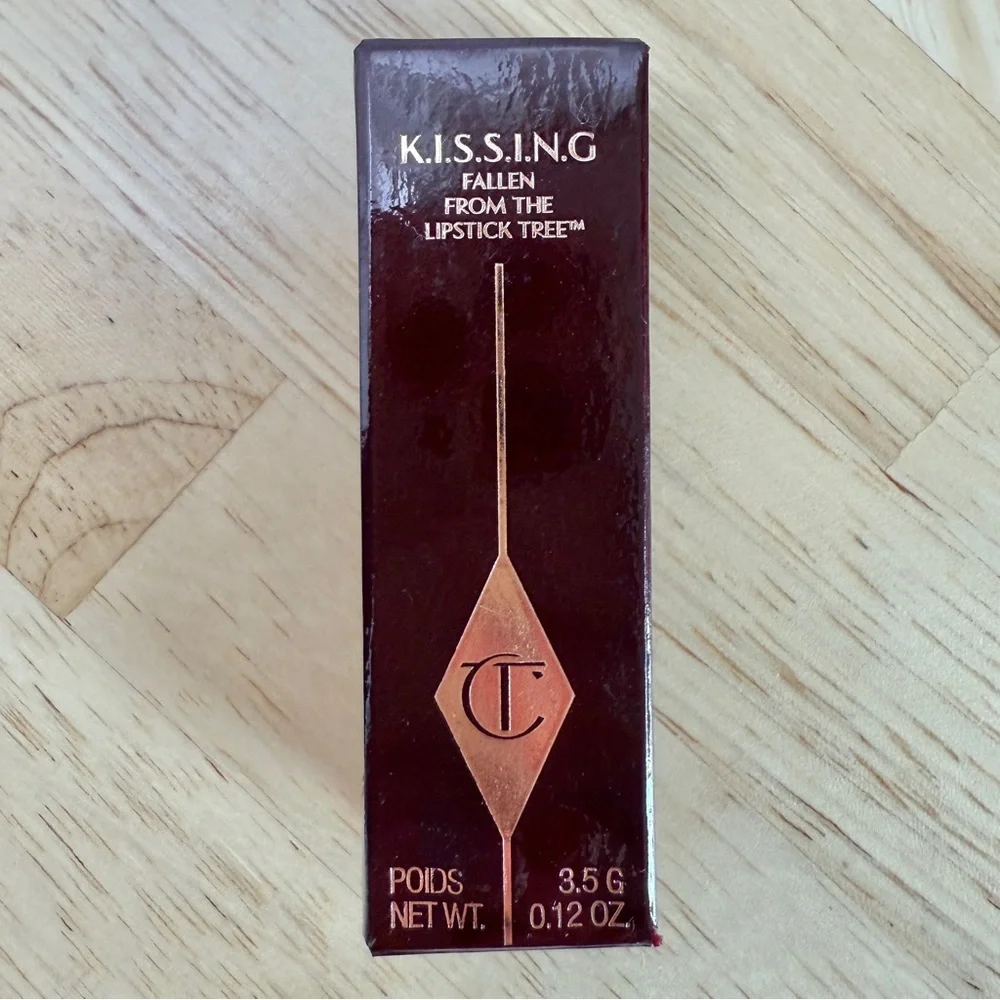 K.I.S.S.I.N.G
FALLEN
FROM THE
LIPSTICK TREE™
CT
POIDS 3.5 G
NET WT. 0.12 OZ.